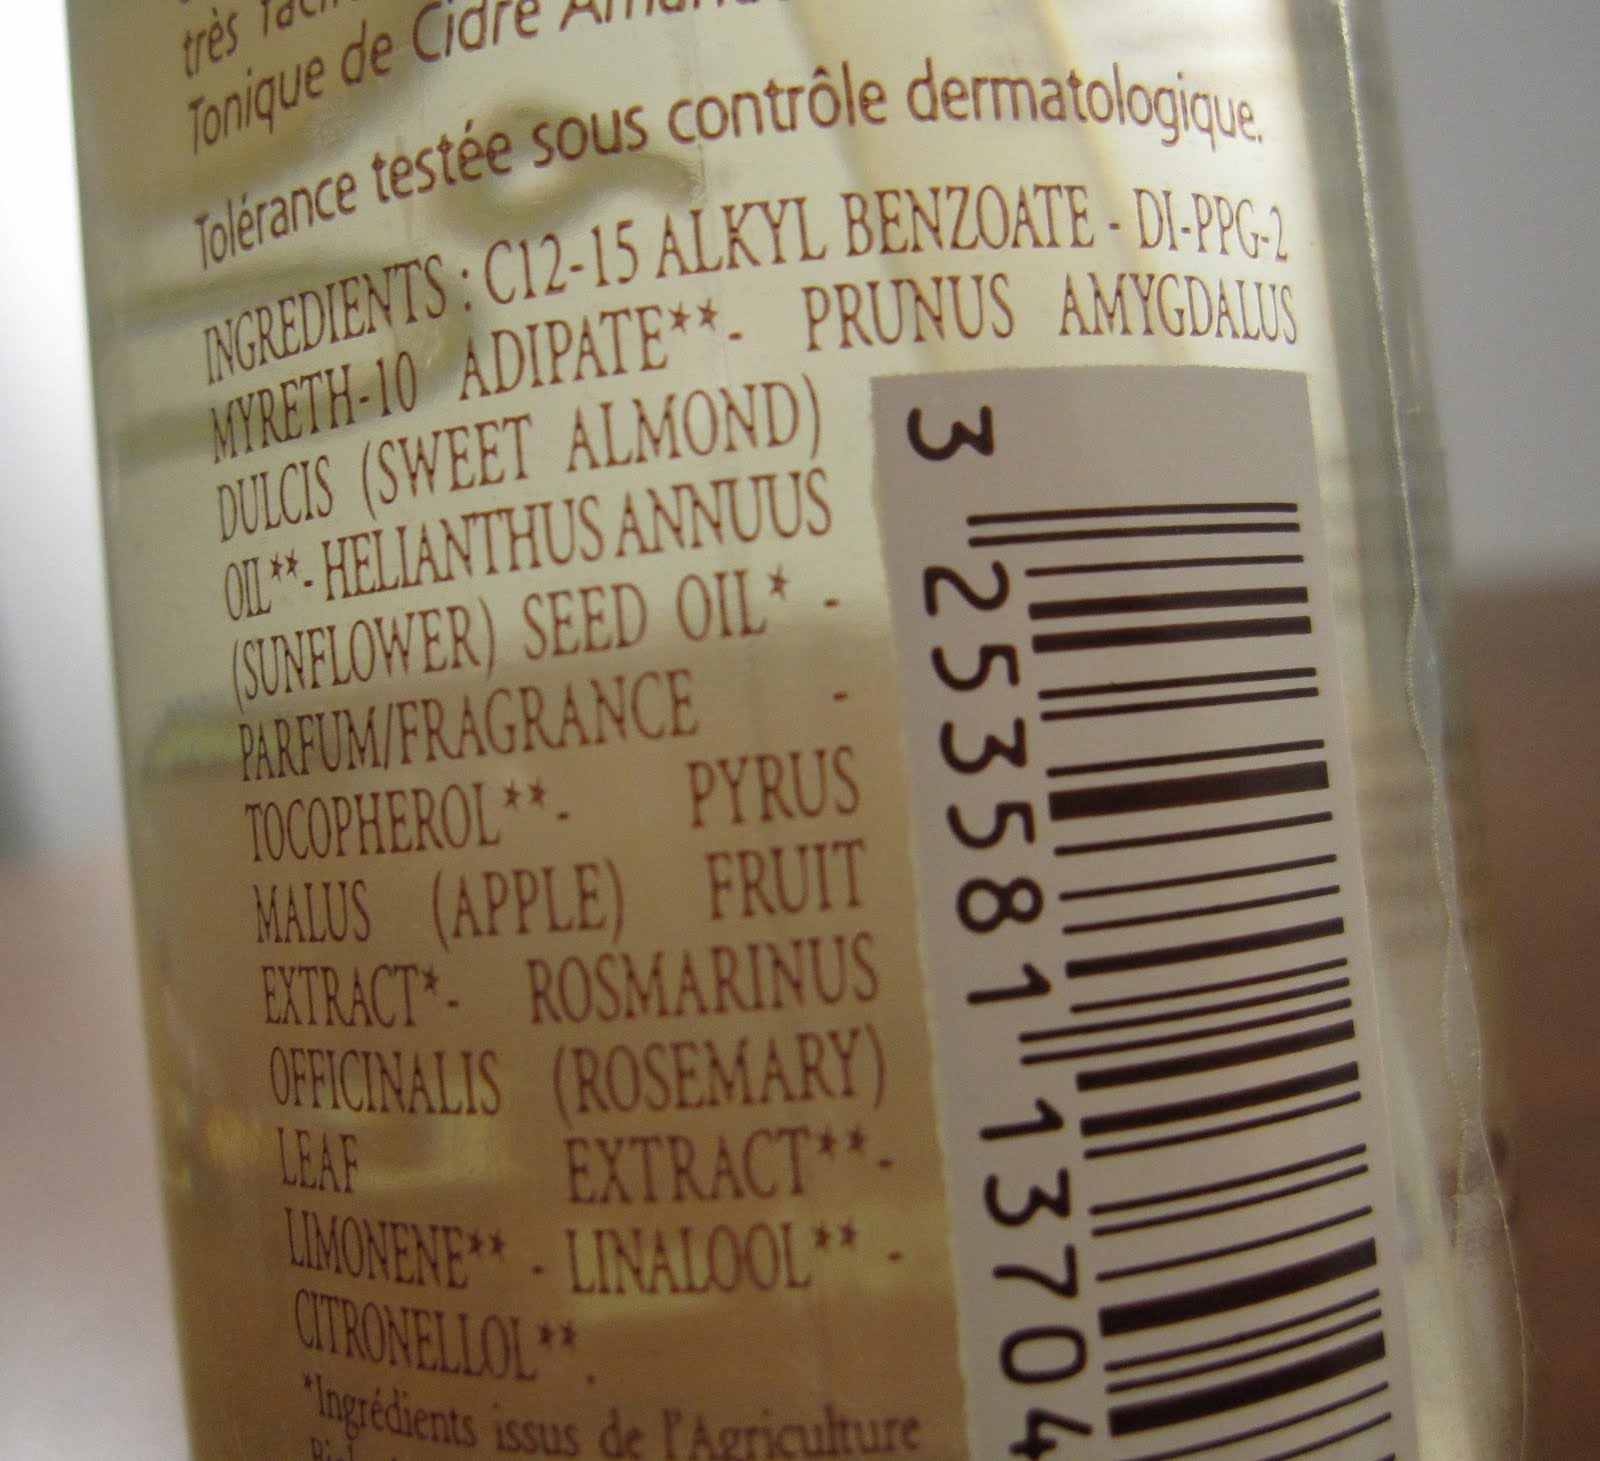 très
Tonique de Cidre
Tolérance testée sous contrôle dermatologique.
INGREDIENTS : C12-15 ALKYL BENZOATE - DI-PPG-2
MYRETH-10 ADIPATE**- PRUNUS AMYGDALUS
DULCIS (SWEET ALMOND)
OIL**- HELIANTHUS ANNUUS
(SUNFLOWER) SEED OIL* -
PARFUM/FRAGRANCE -
TOCOPHEROL**- PYRUS
MALUS (APPLE) FRUIT
EXTRACT*- ROSMARINUS
OFFICINALIS (ROSEMARY)
LEAF EXTRACT**-
LIMONENE** - LINALOOL** -
CITRONELLOL**.
*Ingrédients issus de l'Agriculture
3 253581 13704